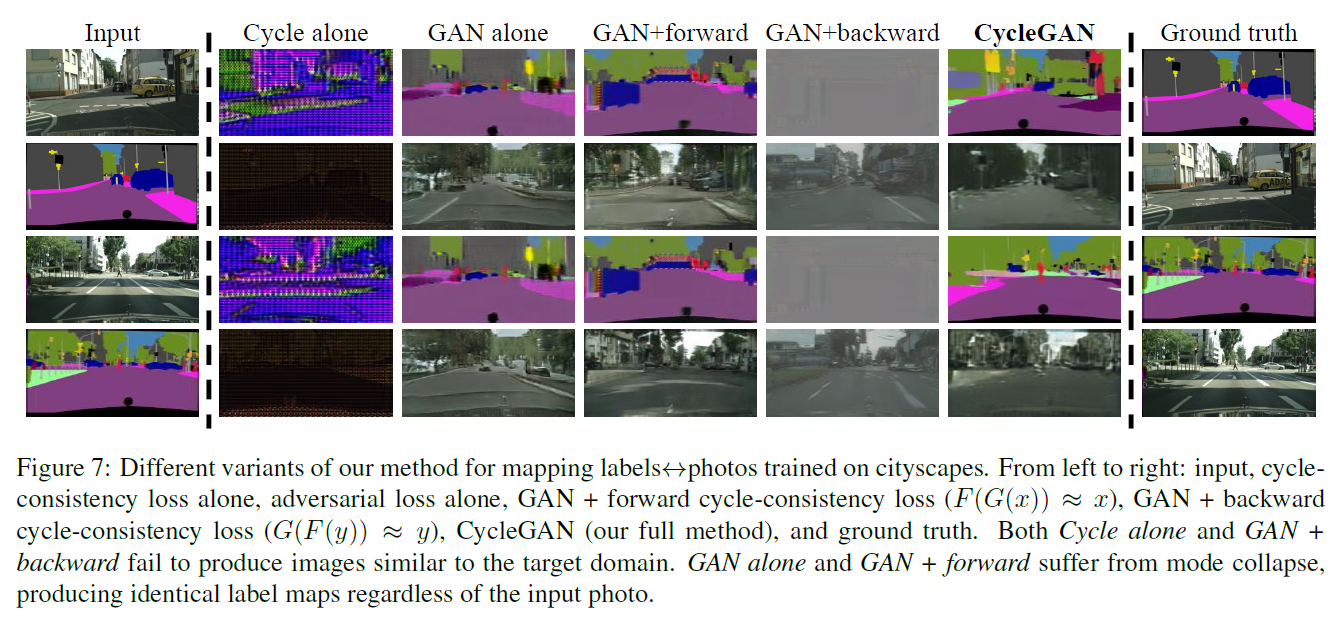 Input Cycle alone GAN alone GAN+forward GAN+backward CycleGAN Ground truth
ADAC
ADAC
Figure 7: Different variants of our method for mapping labels↔photos trained on cityscapes. From left to right: input, cycle-
consistency loss alone, adversarial loss alone, GAN + forward cycle-consistency loss (F(G(x)) ≈ x), GAN + backward
cycle-consistency loss (G(F(y)) ≈ y), CycleGAN (our full method), and ground truth. Both Cycle alone and GAN +
backward fail to produce images similar to the target domain. GAN alone and GAN + forward suffer from mode collapse,
producing identical label maps regardless of the input photo.